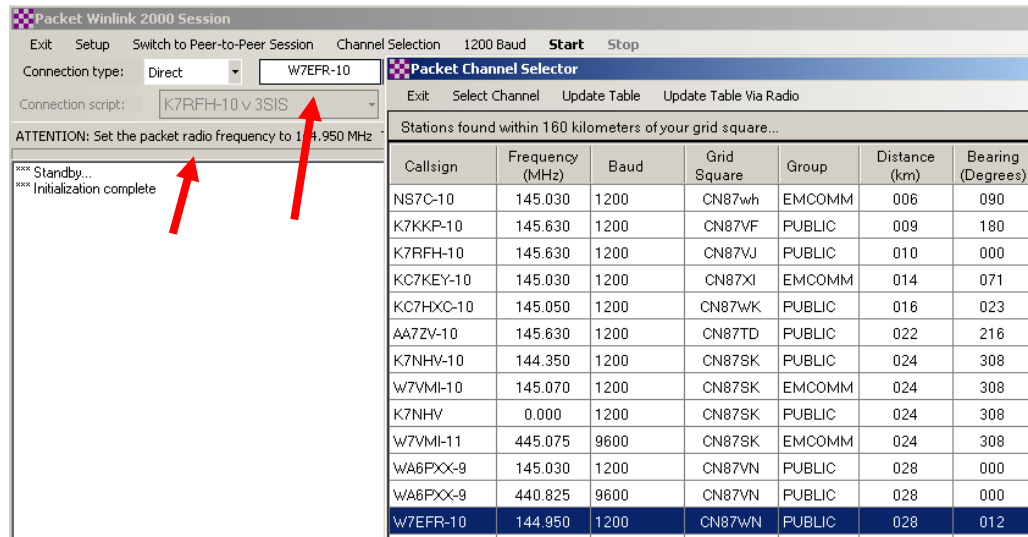 Packet Winlink 2000 Session
Exit Setup Switch to Peer-to-Peer Session Channel Selection 1200 Baud Start Stop
Connection type: Direct W7EFR-10
Connection script: K7RFH-10 v 3SIS
ATTENTION: Set the packet radio frequency to 144.950 MHz
*** Standby...
*** Initialization complete
Packet Channel Selector
Exit Select Channel Update Table Update Table Via Radio
Stations found within 160 kilometers of your grid square...
Callsign Frequency (MHz) Baud Grid Square Group Distance (km) Bearing (Degrees)
NS7C-10 145.030 1200 CN87wh EMCOMM 006 090
K7KKP-10 145.630 1200 CN87VF PUBLIC 009 180
K7RFH-10 145.630 1200 CN87VJ PUBLIC 010 000
KC7KEY-10 145.030 1200 CN87XI EMCOMM 014 071
KC7HXC-10 145.050 1200 CN87WK PUBLIC 016 023
AA7ZV-10 145.630 1200 CN87TD PUBLIC 022 216
K7NHV-10 144.350 1200 CN87SK PUBLIC 024 308
W7VMI-10 145.070 1200 CN87SK EMCOMM 024 308
K7NHV 0.000 1200 CN87SK PUBLIC 024 308
W7VMI-11 445.075 9600 CN87SK EMCOMM 024 308
WA6PXX-9 145.030 1200 CN87VN PUBLIC 028 000
WA6PXX-9 440.825 9600 CN87VN PUBLIC 028 000
W7EFR-10 144.950 1200 CN87WN PUBLIC 028 012